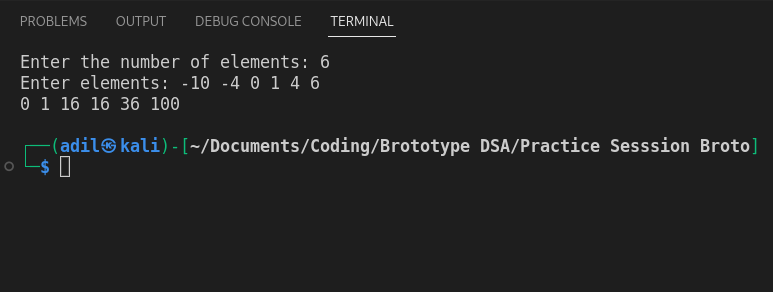 PROBLEMS OUTPUT DEBUG CONSOLE TERMINAL
Enter the number of elements: 6
Enter elements: -10 -4 0 1 4 6
0 1 16 16 36 100
┌──(adil㉿kali)-[~/Documents/Coding/Brototype DSA/Practice Sesssion Broto]
└─$